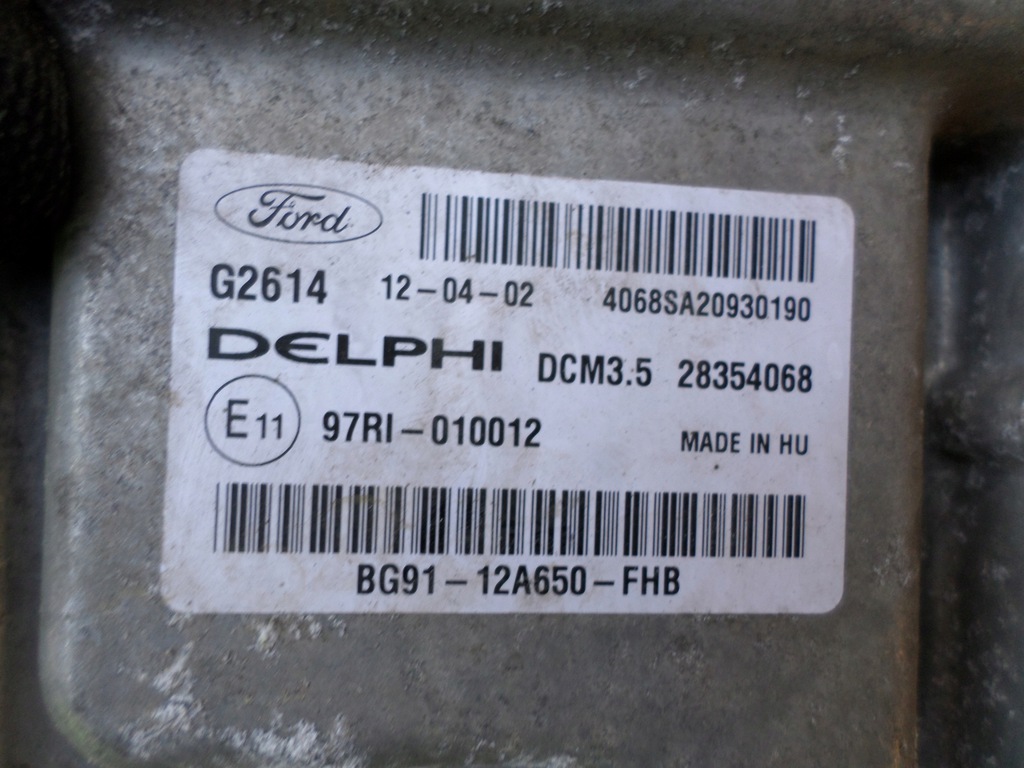 Ford
G2614 12-04-02 4068SA20930190
DELPHI DCM3.5 28354068
E11 97RI-010012 MADE IN HU
BG91-12A650-FHB